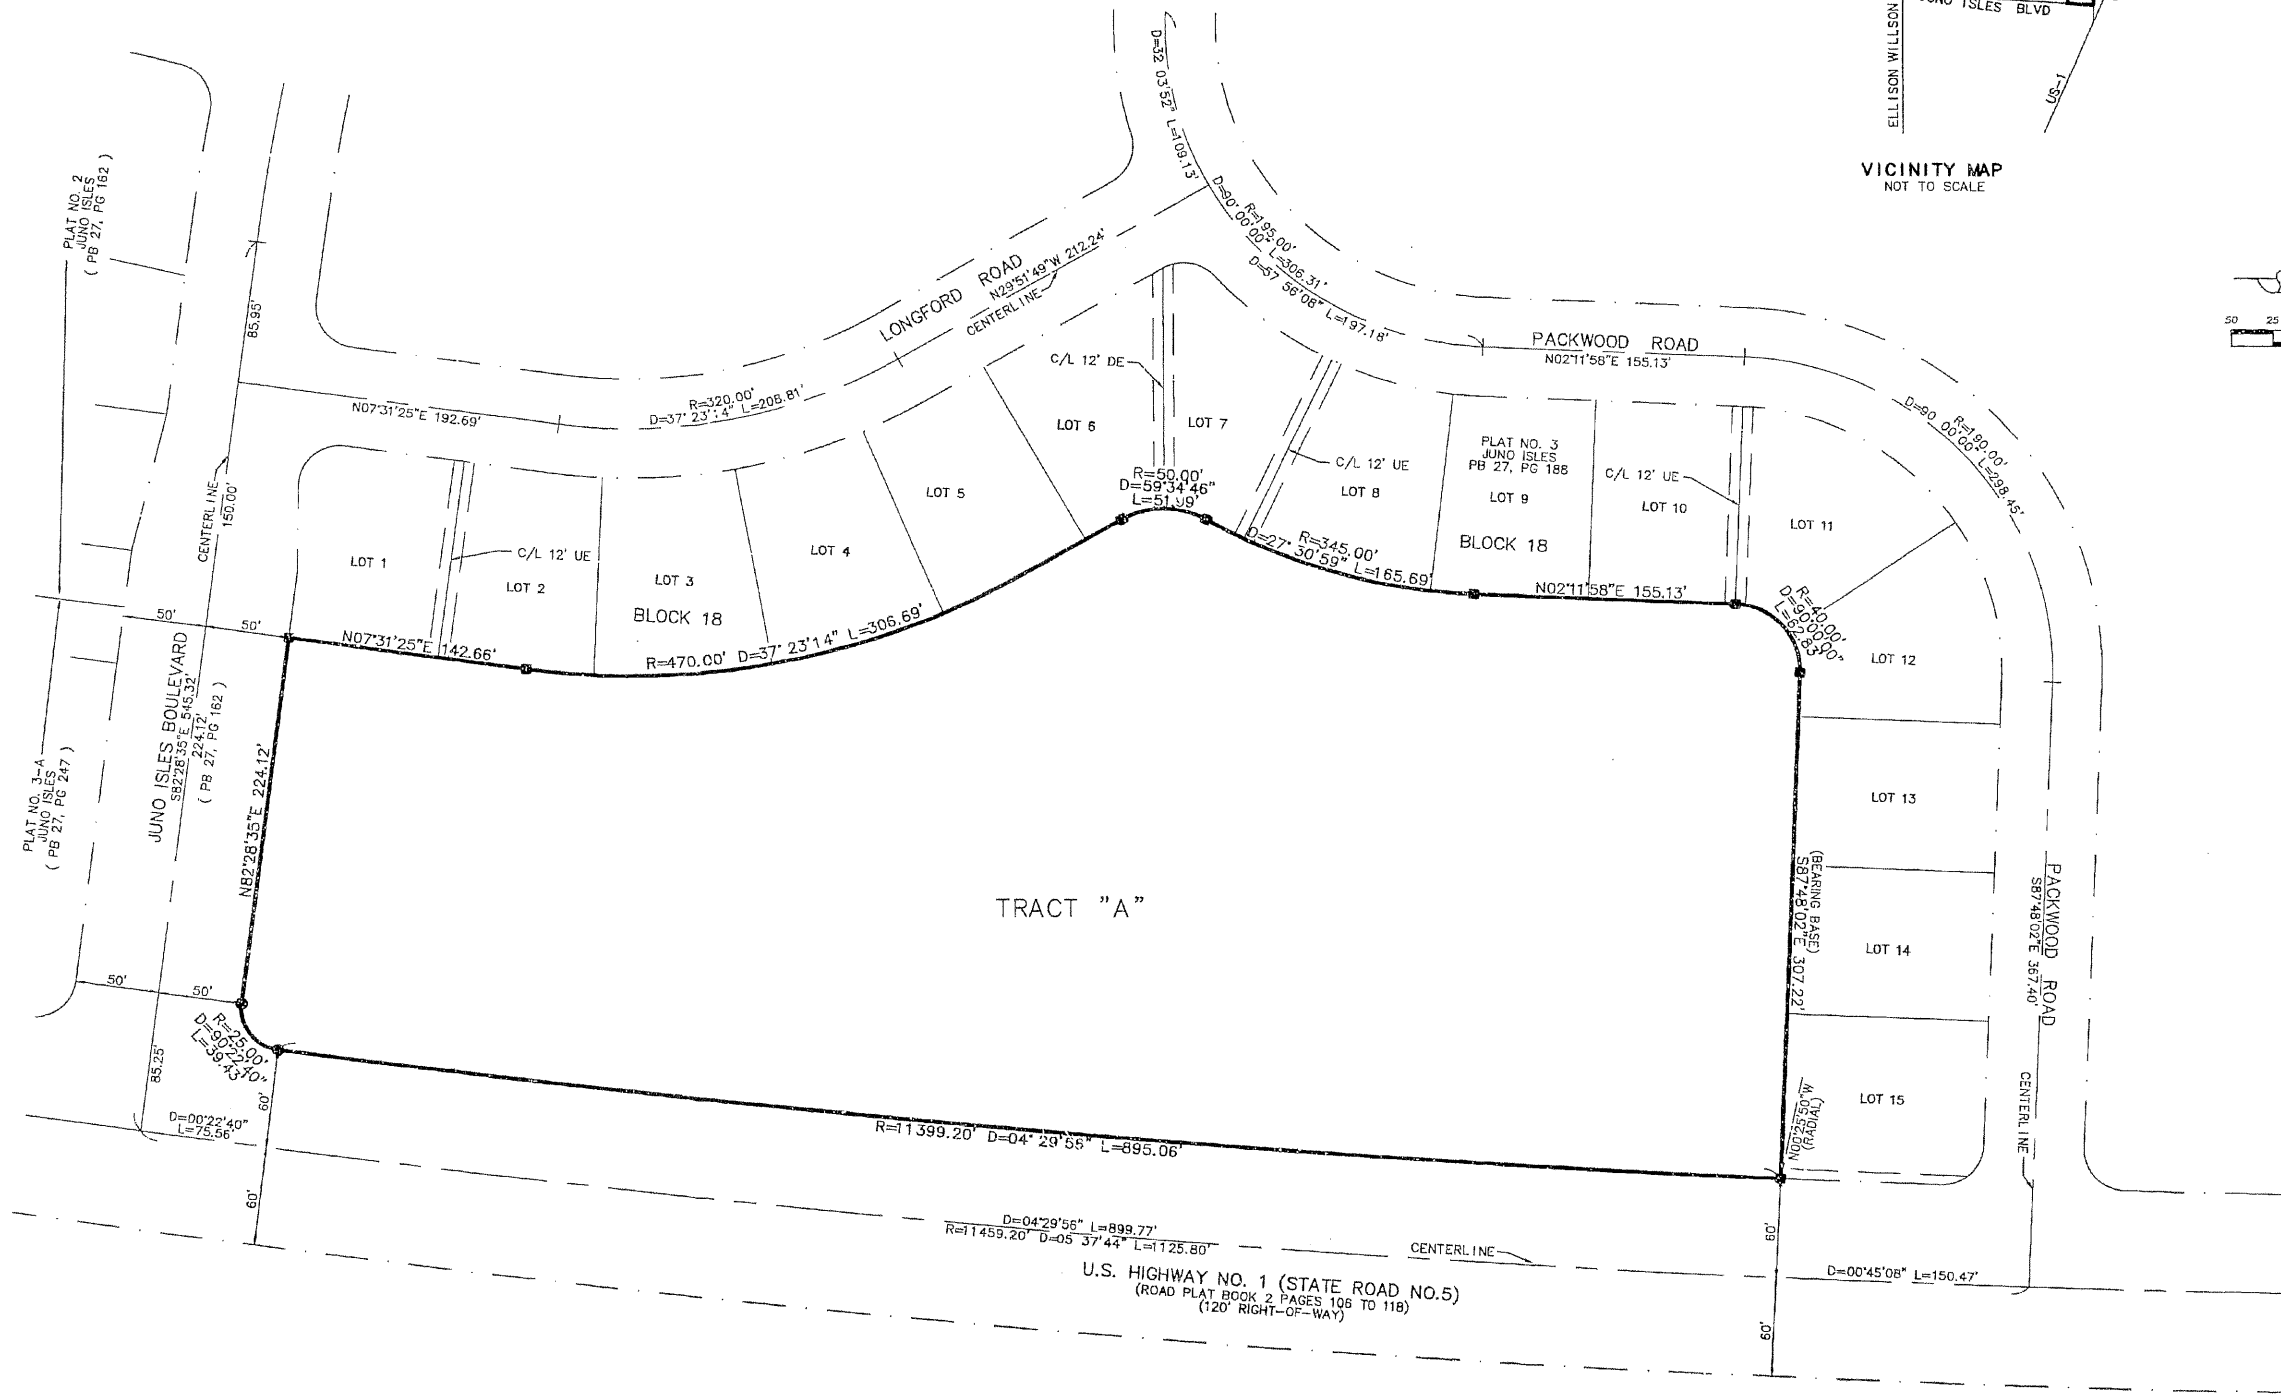 JUNO ISLES BLVD
ELLISON WILLSON
US-1
VICINITY MAP
NOT TO SCALE
50 25
PLAT NO. 2
JUNO ISLES
( PB 27, PG 162 )
85.95'
CENTERLINE
150.00'
D=32 03'52" L=109.13'
R=195.00'
D=90°00'00" L=306.31'
D=57 56'08" L=197.18'
LONGFORD ROAD
N29°51'49"W 212.24'
CENTERLINE
PACKWOOD ROAD
N02°11'58"E 155.13'
R=190.00'
D=90 00'00" L=298.45'
N07°31'25"E 192.69'
R=320.00'
D=37° 23'14" L=208.81'
C/L 12' DE
LOT 6
LOT 7
LOT 5
LOT 4
LOT 3
BLOCK 18
LOT 2
C/L 12' UE
LOT 1
R=50.00'
D=59°34'46"
L=51.99'
C/L 12' UE
LOT 8
PLAT NO. 3
JUNO ISLES
PB 27, PG 188
LOT 9
BLOCK 18
C/L 12' UE
LOT 10
LOT 11
R=345.00'
D=27° 30'59" L=165.69'
N02°11'58"E 155.13'
R=40.00'
D=90°00'00"
L=62.83'
LOT 12
50' 50'
N07°31'25"E 142.66'
R=470.00' D=37° 23'14" L=306.69'
JUNO ISLES BOULEVARD
S82°28'35"E 545.32'
224.12'
( PB 27, PG 162 )
PLAT NO. 3-A
JUNO ISLES
( PB 27, PG 247 )
N82°28'35"E 224.12'
TRACT "A"
LOT 13
(BEARING BASE)
S87°48'02"E 307.22'
LOT 14
PACKWOOD ROAD
S87°48'02"E 367.40'
CENTERLINE
50' 50'
R=25.00'
D=90°22'40"
L=39.43'
85.25'
60'
D=00°22'40"
L=75.56'
60'
R=11399.20' D=04° 29'56" L=895.06'
N00°25'50"W
(RADIAL)
LOT 15
D=04°29'56" L=899.77'
R=11459.20' D=05 37'44" L=1125.80'
CENTERLINE
60'
D=00°45'08" L=150.47'
U.S. HIGHWAY NO. 1 (STATE ROAD NO.5)
(ROAD PLAT BOOK 2 PAGES 106 TO 118)
(120' RIGHT-OF-WAY)
60'